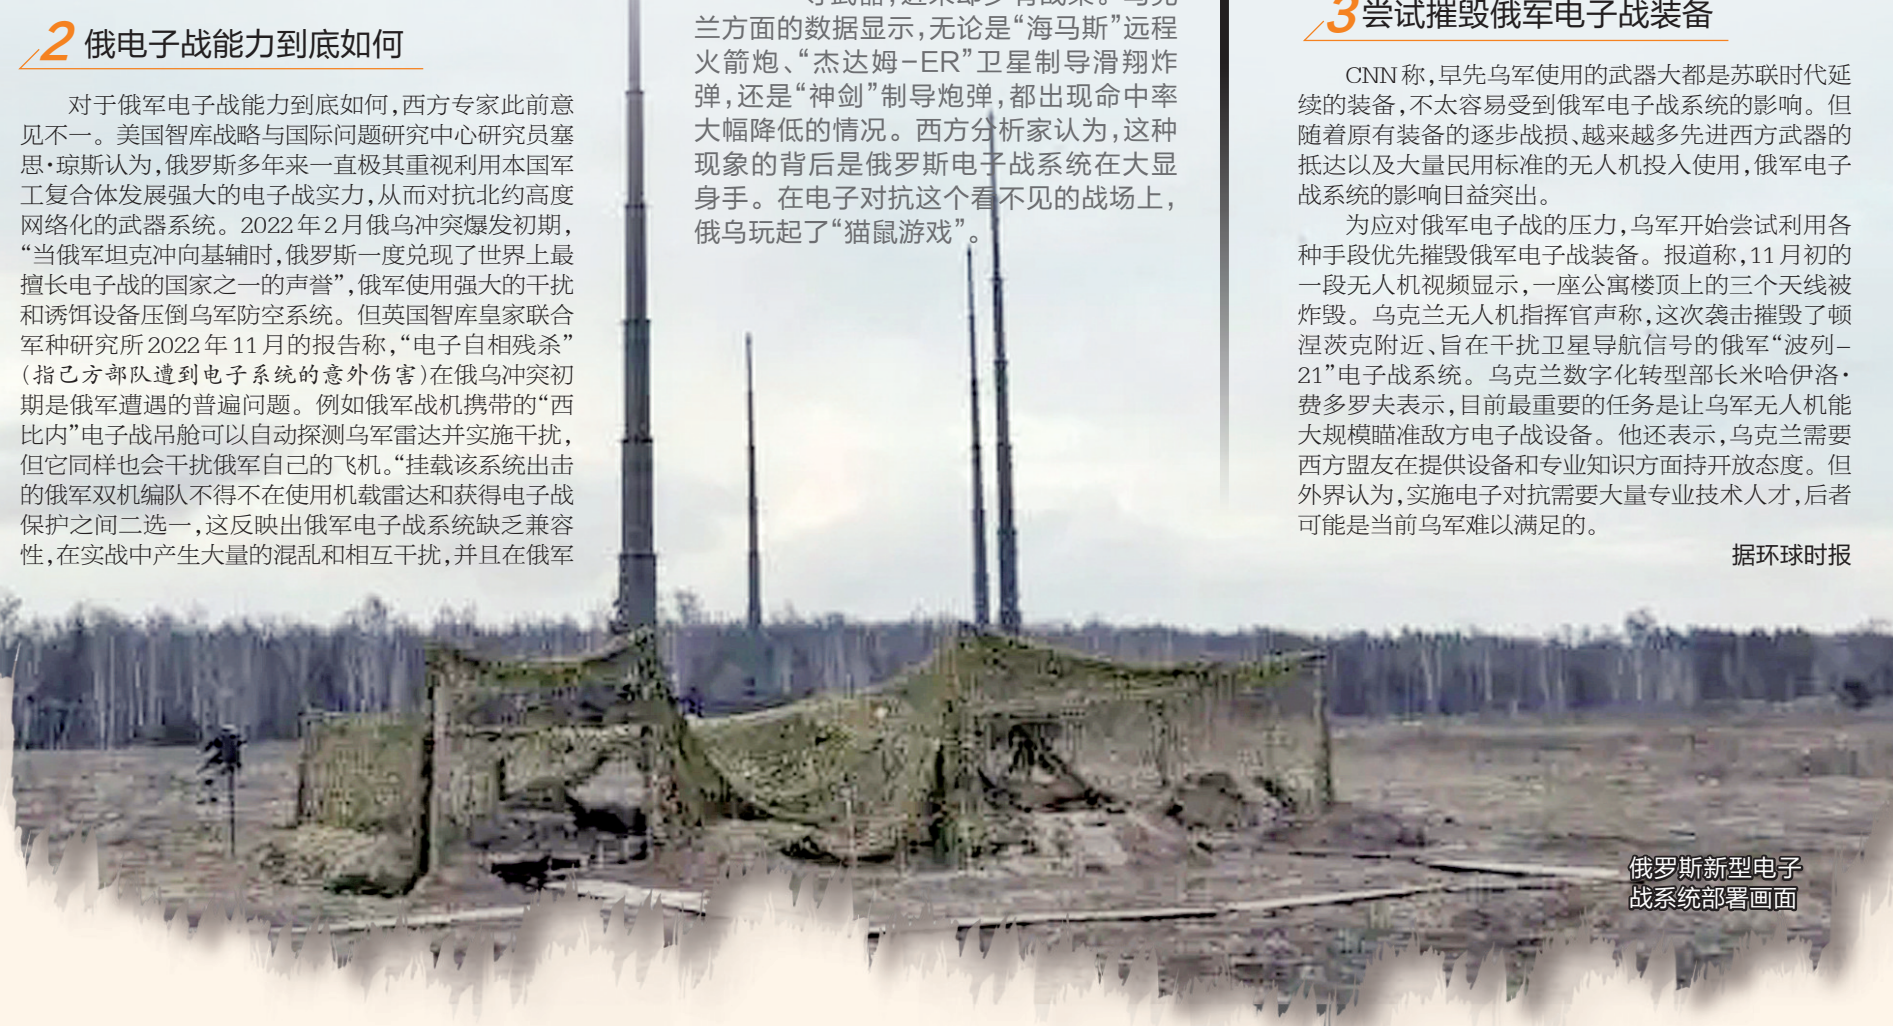 2 俄电子战能力到底如何
对于俄军电子战能力到底如何,西方专家此前意
见不一。美国智库战略与国际问题研究中心研究员塞
思·琼斯认为,俄罗斯多年来一直极其重视利用本国军
工复合体发展强大的电子战实力,从而对抗北约高度
网络化的武器系统。2022年2月俄乌冲突爆发初期,
“当俄军坦克冲向基辅时,俄罗斯一度兑现了世界上最
擅长电子战的国家之一的声誉”,俄军使用强大的干扰
和诱饵设备压倒乌军防空系统。但英国智库皇家联合
军种研究所2022年11月的报告称,“电子自相残杀”
(指己方部队遭到电子系统的意外伤害)在俄乌冲突初
期是俄军遭遇的普遍问题。例如俄军战机携带的“西
比内”电子战吊舱可以自动探测乌军雷达并实施干扰,
但它同样也会干扰俄军自己的飞机。“挂载该系统出击
的俄军双机编队不得不在使用机载雷达和获得电子战
保护之间二选一,这反映出俄军电子战系统缺乏兼容
性,在实战中产生大量的混乱和相互干扰,并且在俄军
兰方面的数据显示,无论是“海马斯”远程
火箭炮、“杰达姆-ER”卫星制导滑翔炸
弹,还是“神剑”制导炮弹,都出现命中率
大幅降低的情况。西方分析家认为,这种
现象的背后是俄罗斯电子战系统在大显
身手。在电子对抗这个看不见的战场上,
俄乌玩起了“猫鼠游戏”。
3 尝试摧毁俄军电子战装备
CNN称,早先乌军使用的武器大都是苏联时代延
续的装备,不太容易受到俄军电子战系统的影响。但
随着原有装备的逐步战损、越来越多先进西方武器的
抵达以及大量民用标准的无人机投入使用,俄军电子
战系统的影响日益突出。
为应对俄军电子战的压力,乌军开始尝试利用各
种手段优先摧毁俄军电子战装备。报道称,11月初的
一段无人机视频显示,一座公寓楼顶上的三个天线被
炸毁。乌克兰无人机指挥官声称,这次袭击摧毁了顿
涅茨克附近、旨在干扰卫星导航信号的俄军“波列-
21”电子战系统。乌克兰数字化转型部长米哈伊洛·
费多罗夫表示,目前最重要的任务是让乌军无人机能
大规模瞄准敌方电子战设备。他还表示,乌克兰需要
西方盟友在提供设备和专业知识方面持开放态度。但
外界认为,实施电子对抗需要大量专业技术人才,后者
可能是当前乌军难以满足的。
据环球时报
俄罗斯新型电子
战系统部署画面